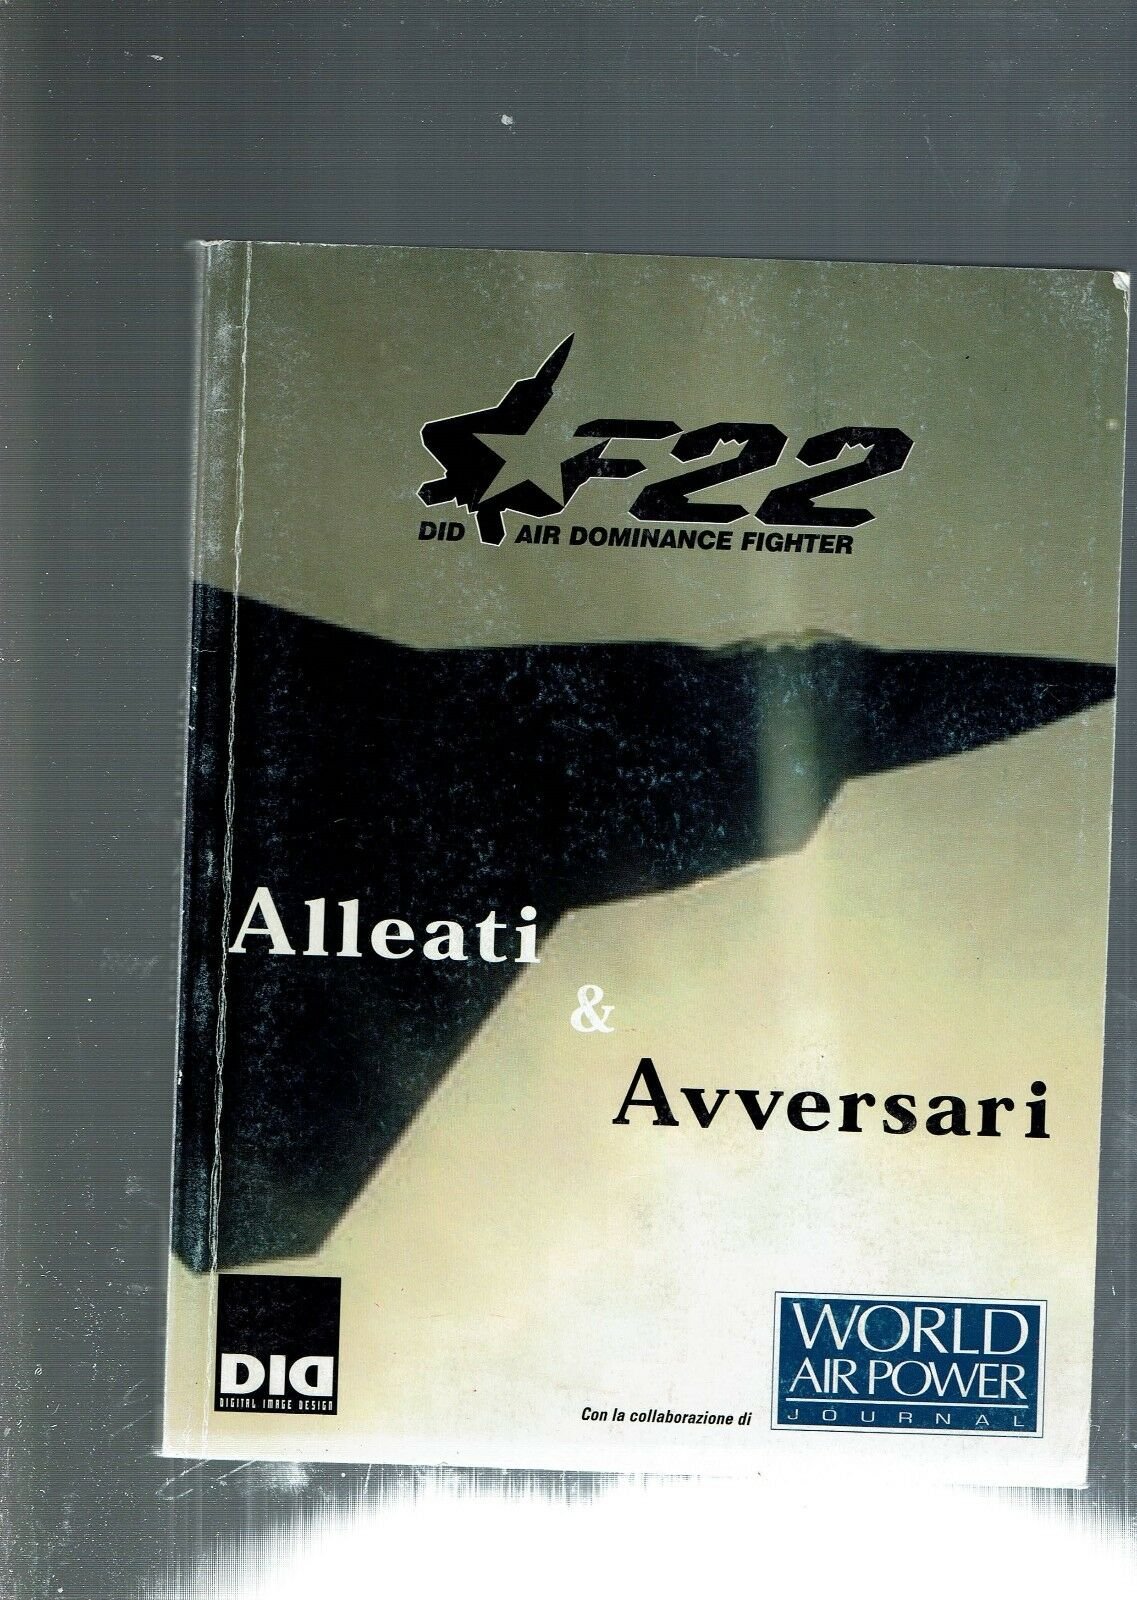 F22
DID AIR DOMINANCE FIGHTER
Alleati
&
Avversari
DID
DIGITAL IMAGE DESIGN
Con la collaborazione di
WORLD
AIR POWER
JOURNAL